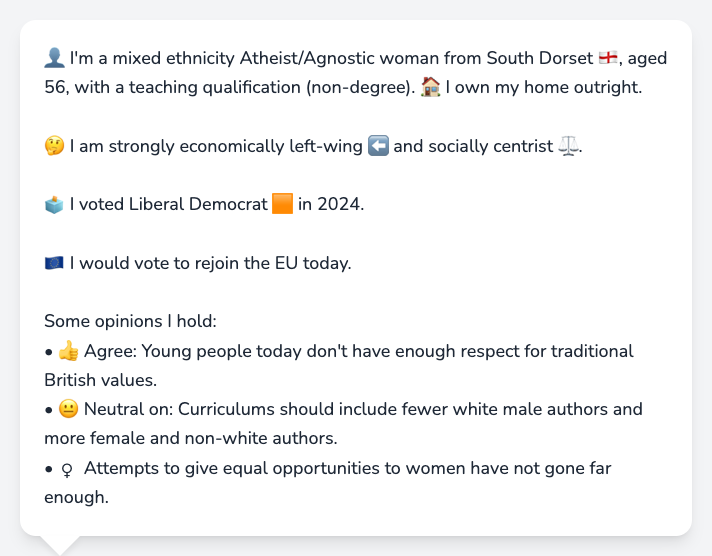 👤 I'm a mixed ethnicity Atheist/Agnostic woman from South Dorset 🏴󠁧󠁢󠁥󠁮󠁧󠁿, aged
56, with a teaching qualification (non-degree). 🏠 I own my home outright.
🤔 I am strongly economically left-wing ⬅️ and socially centrist ⚖️.
🗳️ I voted Liberal Democrat 🟧 in 2024.
🇪🇺 I would vote to rejoin the EU today.
Some opinions I hold:
• 👍 Agree: Young people today don't have enough respect for traditional
British values.
• 😐 Neutral on: Curriculums should include fewer white male authors and
more female and non-white authors.
• ♀ Attempts to give equal opportunities to women have not gone far
enough.